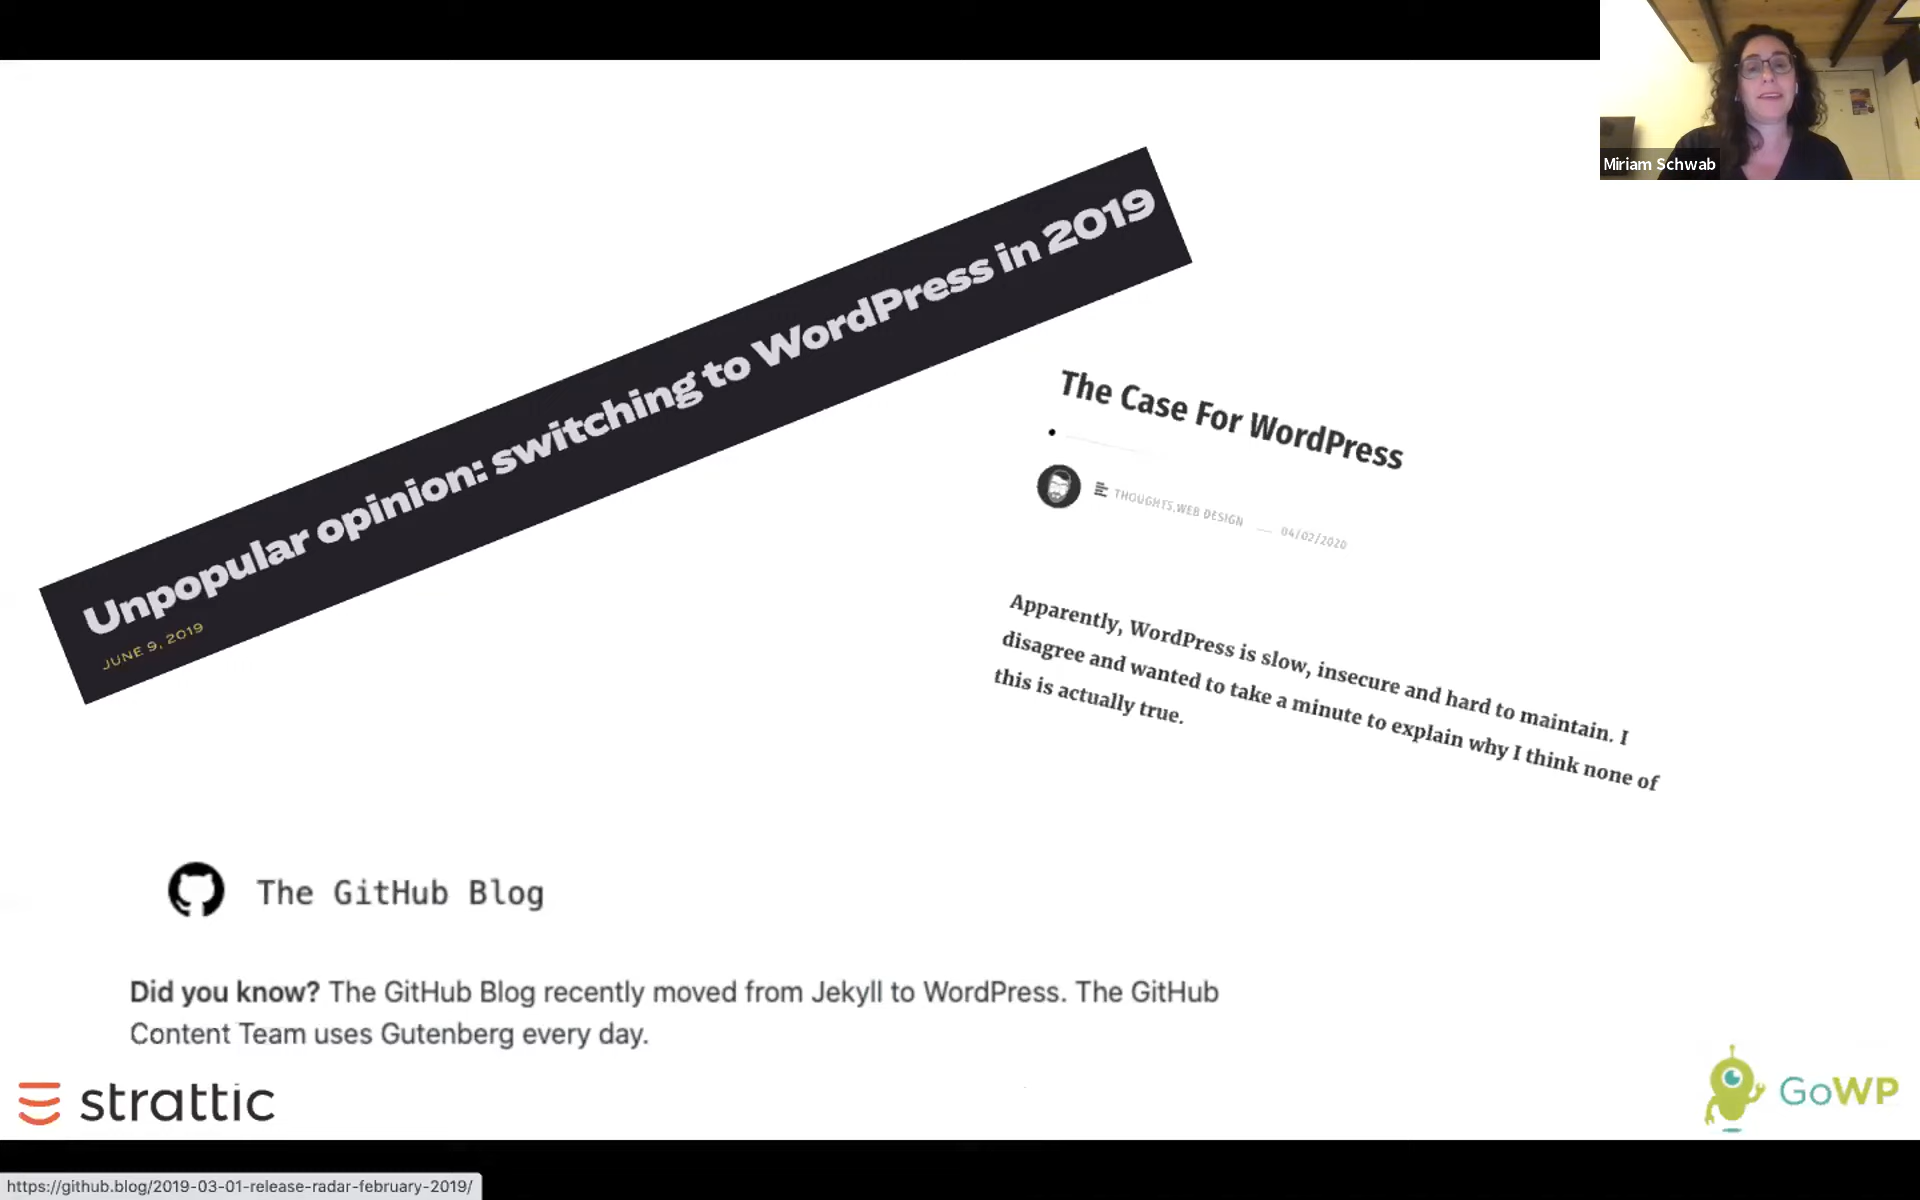 Miriam Schwab
Unpopular opinion: switching to WordPress in 2019
JUNE 9, 2019
The Case For WordPress
THOUGHTS, WEB DESIGN — 04/02/2020
Apparently, WordPress is slow, insecure and hard to maintain. I
disagree and wanted to take a minute to explain why I think none of
this is actually true.
The GitHub Blog
Did you know? The GitHub Blog recently moved from Jekyll to WordPress. The GitHub
Content Team uses Gutenberg every day.
strattic
GoWP
https://github.blog/2019-03-01-release-radar-february-2019/